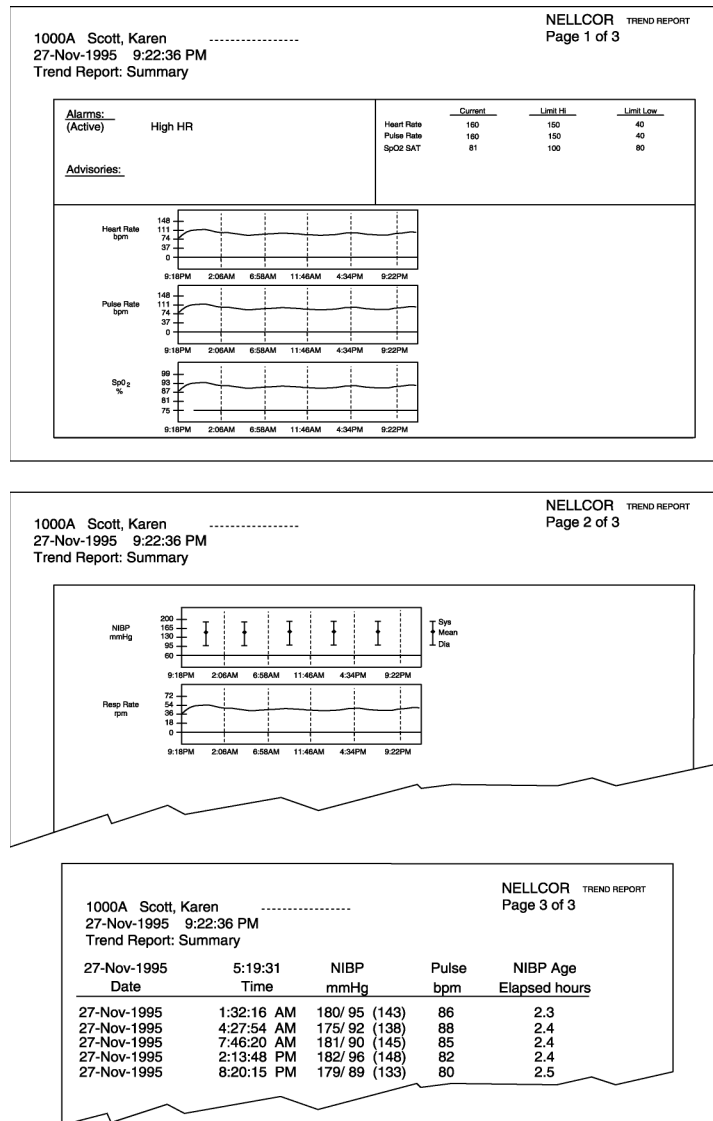 NELLCOR TREND REPORT
1000A Scott, Karen -----------------
Page 1 of 3
27-Nov-1995 9:22:36 PM
Trend Report: Summary
Alarms:
(Active) High HR
Advisories:
Current Limit Hi Limit Low
Heart Rate 160 150 40
Pulse Rate 160 150 40
SpO2 SAT 81 100 80
Heart Rate
bpm
148
111
74
37
0
9:18PM 2:06AM 6:58AM 11:46AM 4:34PM 9:22PM
Pulse Rate
bpm
148
111
74
37
0
9:18PM 2:06AM 6:58AM 11:46AM 4:34PM 9:22PM
Sp02
%
99
93
87
81
75
9:18PM 2:06AM 6:58AM 11:46AM 4:34PM 9:22PM
NELLCOR TREND REPORT
1000A Scott, Karen -----------------
Page 2 of 3
27-Nov-1995 9:22:36 PM
Trend Report: Summary
NIBP
mmHg
200
165
130
95
60
Sys
Mean
Dia
9:18PM 2:06AM 6:58AM 11:46AM 4:34PM 9:22PM
Resp Rate
rpm
72
54
36
18
0
9:18PM 2:06AM 6:58AM 11:46AM 4:34PM 9:22PM
NELLCOR TREND REPORT
1000A Scott, Karen -----------------
Page 3 of 3
27-Nov-1995 9:22:36 PM
Trend Report: Summary
27-Nov-1995 5:19:31 NIBP Pulse NIBP Age
Date Time mmHg bpm Elapsed hours
27-Nov-1995 1:32:16 AM 180/ 95 (143) 86 2.3
27-Nov-1995 4:27:54 AM 175/ 92 (138) 88 2.4
27-Nov-1995 7:46:20 AM 181/ 90 (145) 85 2.4
27-Nov-1995 2:13:48 PM 182/ 96 (148) 82 2.4
27-Nov-1995 8:20:15 PM 179/ 89 (133) 80 2.5